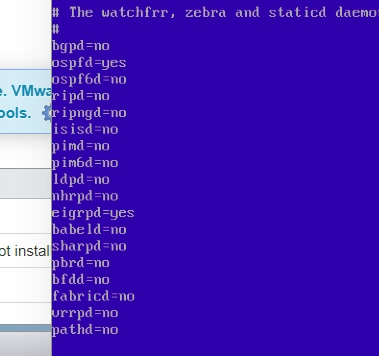 # The watchfrr, zebra and staticd daemo
#
bgpd=no
ospfd=yes
ospf6d=no
ripd=no
ripngd=no
isisd=no
pimd=no
pim6d=no
ldpd=no
nhrpd=no
eigrpd=yes
babeld=no
sharpd=no
pbrd=no
bfdd=no
fabricd=no
vrrpd=no
pathd=no
e. VMwa
ools.
ot instal